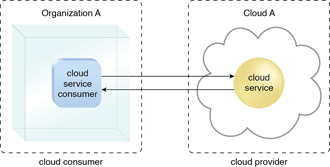 Organization A
Cloud A
cloud
service
consumer
cloud
service
cloud consumer
cloud provider